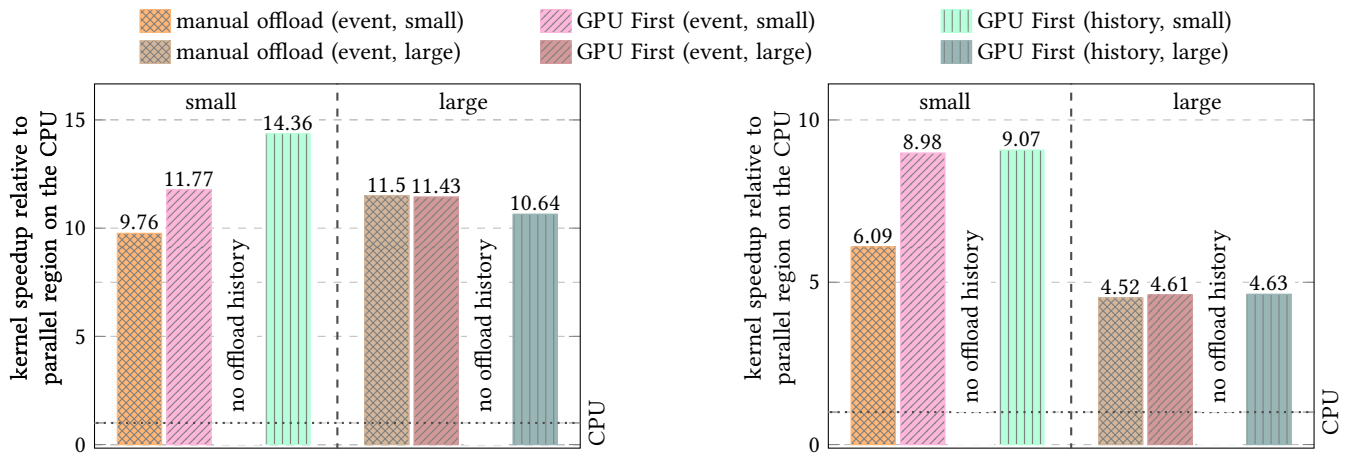 manual offload (event, small)
GPU First (event, small)
GPU First (history, small)
manual offload (event, large)
GPU First (event, large)
GPU First (history, large)
kernel speedup relative to
parallel region on the CPU
15
10
5
0
small
large
9.76
11.77
no offload history
14.36
11.5
11.43
no offload history
10.64
CPU
kernel speedup relative to
parallel region on the CPU
10
5
0
small
large
6.09
8.98
no offload history
9.07
4.52
4.61
no offload history
4.63
CPU